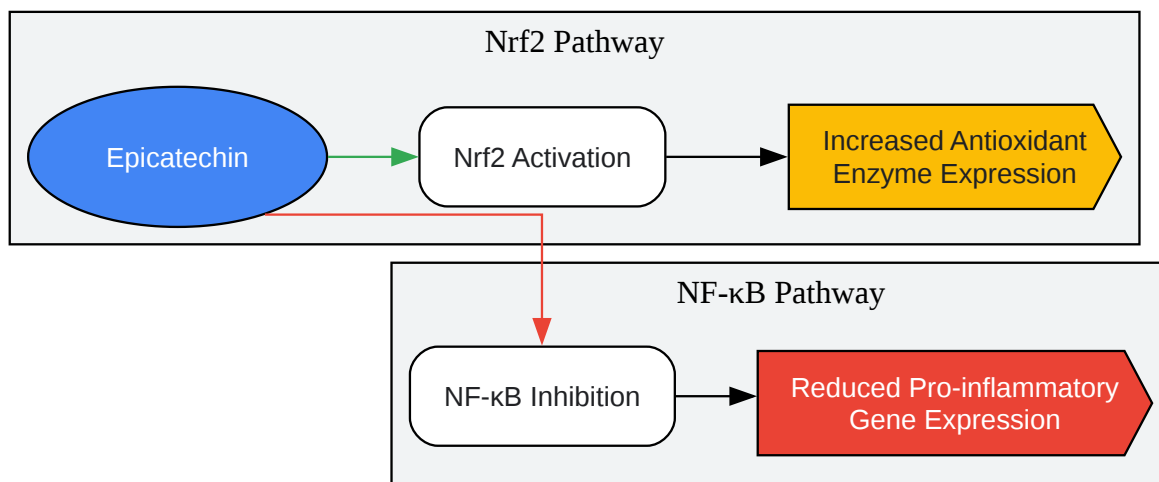 Nrf2 Pathway
Epicatechin
Nrf2 Activation
Increased Antioxidant
Enzyme Expression
NF-κB Pathway
NF-κB Inhibition
Reduced Pro-inflammatory
Gene Expression